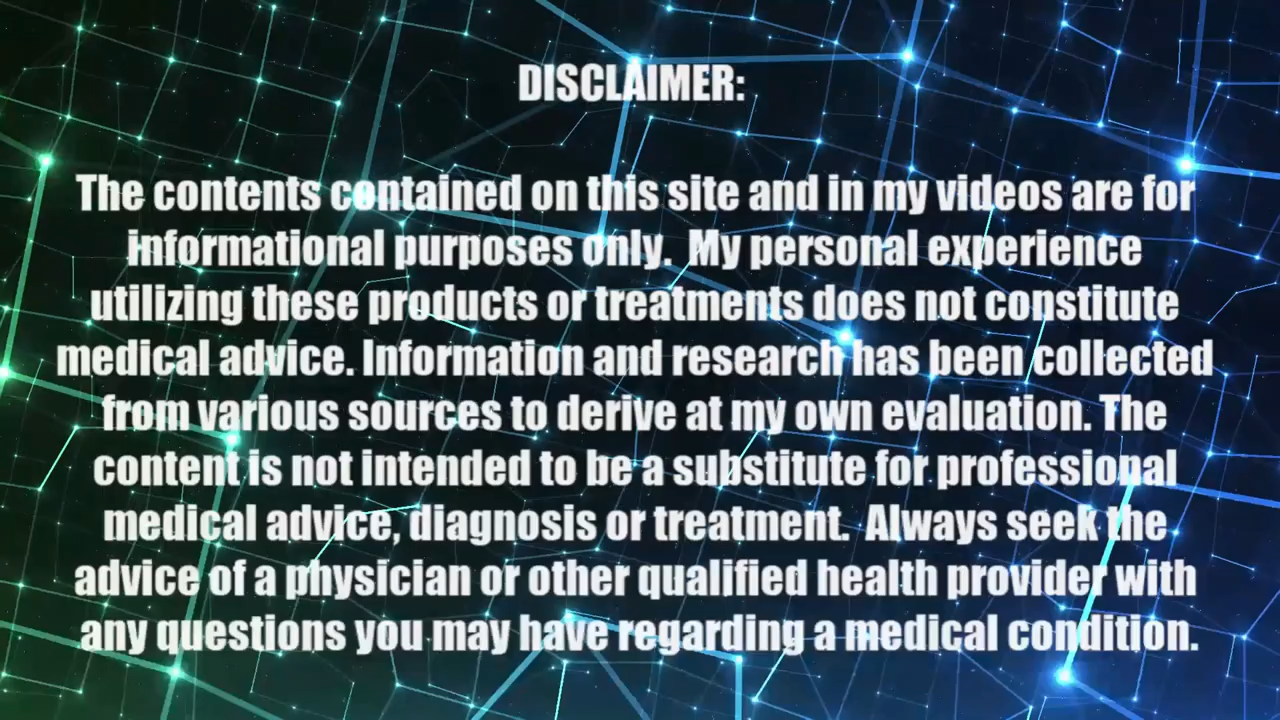 DISCLAIMER:
The contents contained on this site and in my videos are for
informational purposes only.  My personal experience
utilizing these products or treatments does not constitute
medical advice. Information and research has been collected
from various sources to derive at my own evaluation. The
content is not intended to be a substitute for professional
medical advice, diagnosis or treatment.  Always seek the
advice of a physician or other qualified health provider with
any questions you may have regarding a medical condition.